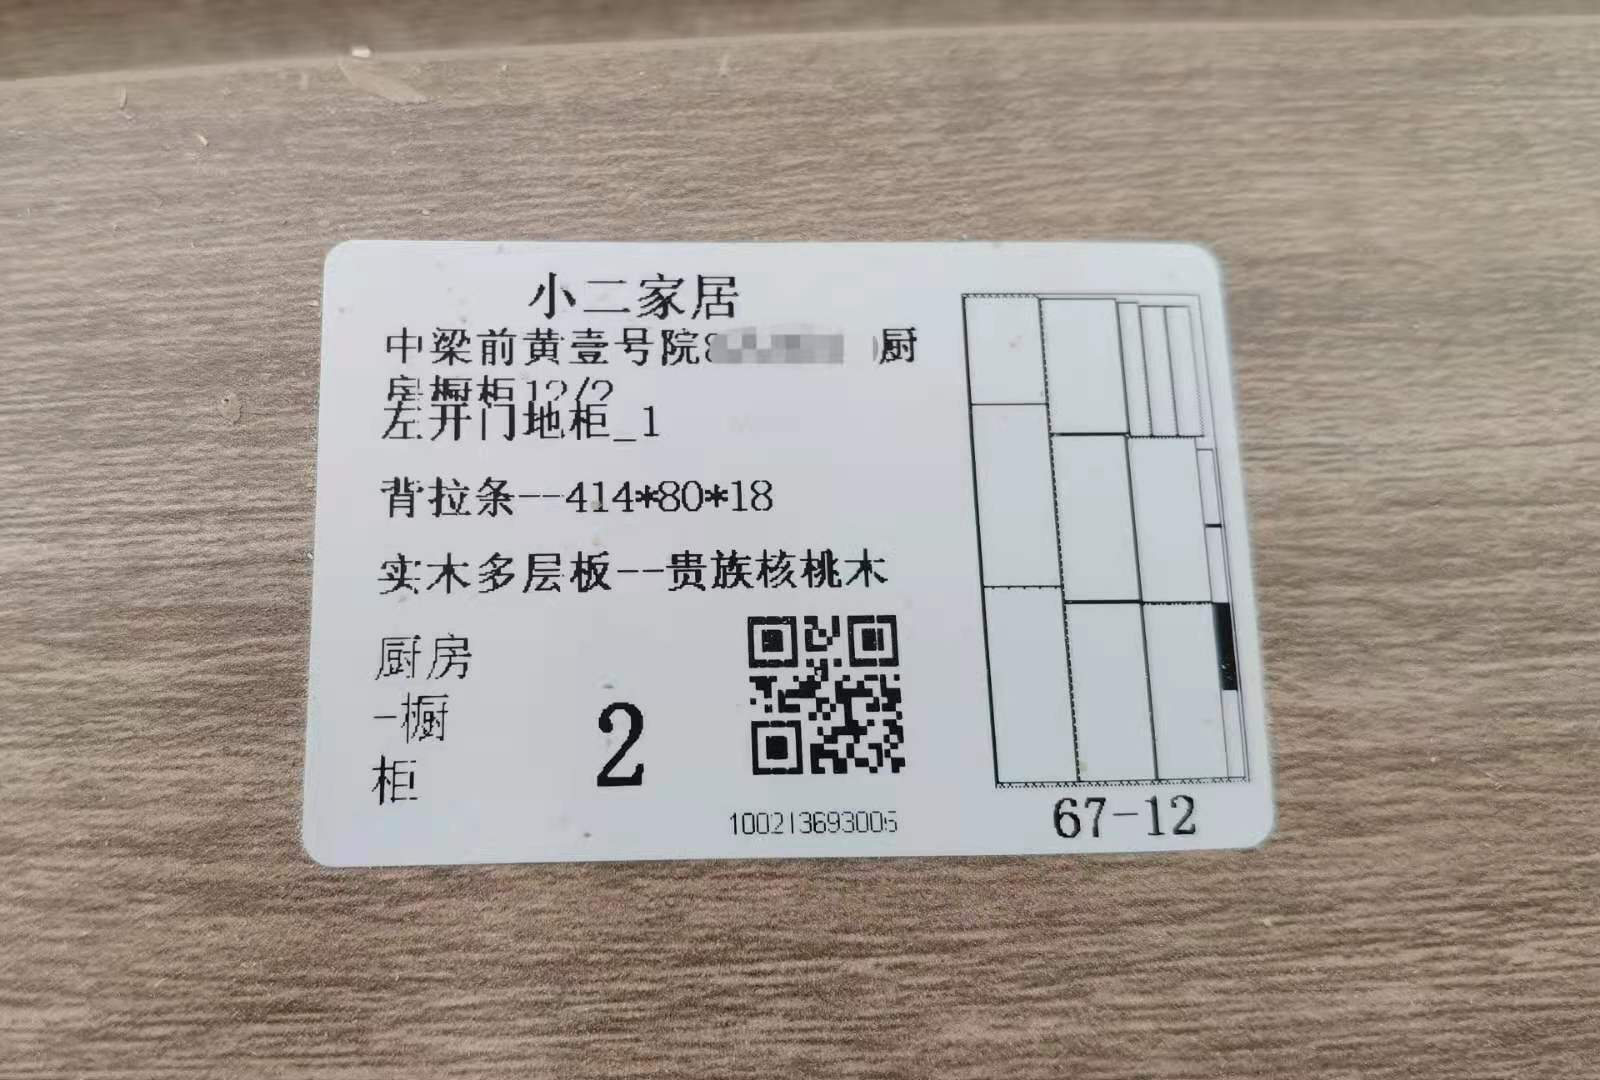 小二家居
中梁前黄壹号院 厨
房橱柜12/2
左开门地柜_1
背拉条--414*80*18
实木多层板--贵族核桃木
厨房
-橱
柜
2
100213693005
67-12